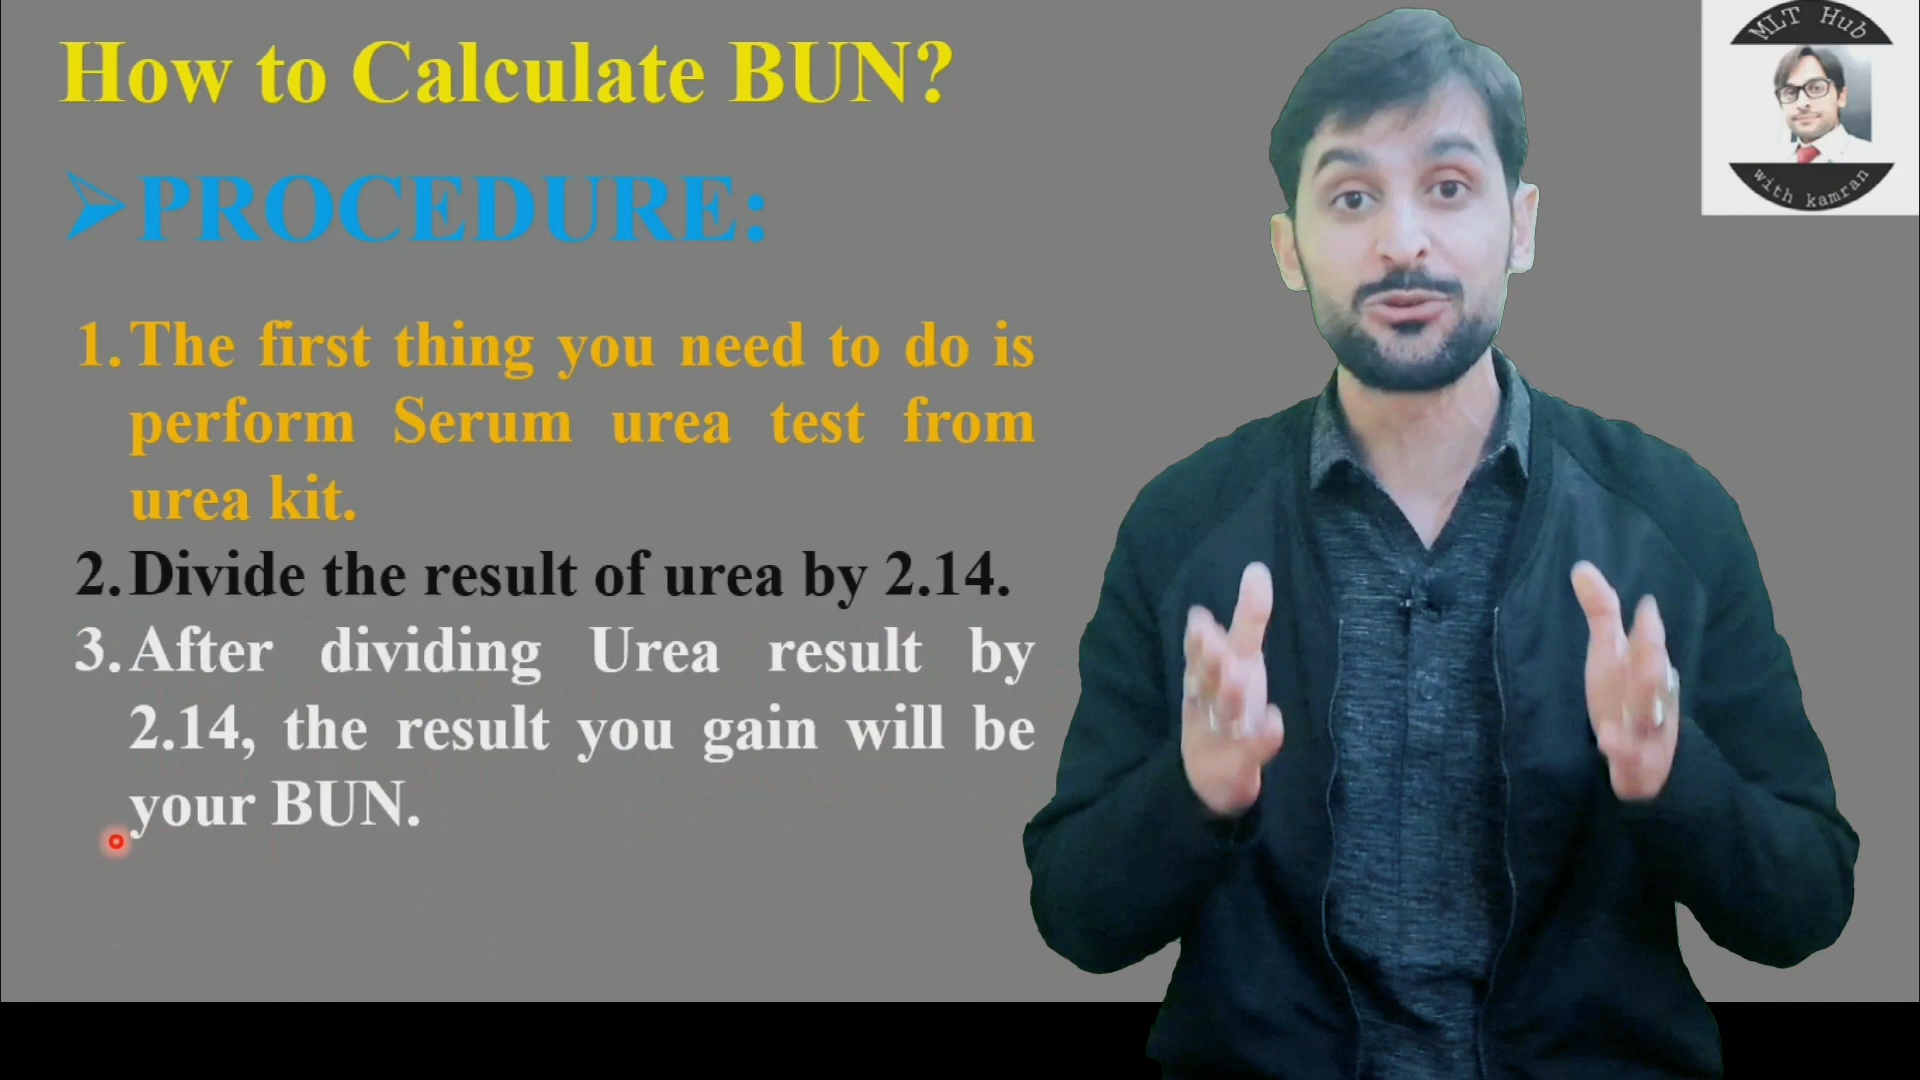 How to Calculate BUN?
➢PROCEDURE:
1. The first thing you need to do is
perform Serum urea test from
urea kit.
2. Divide the result of urea by 2.14.
3. After dividing Urea result by
2.14, the result you gain will be
your BUN.
MLT Hub
with kamran